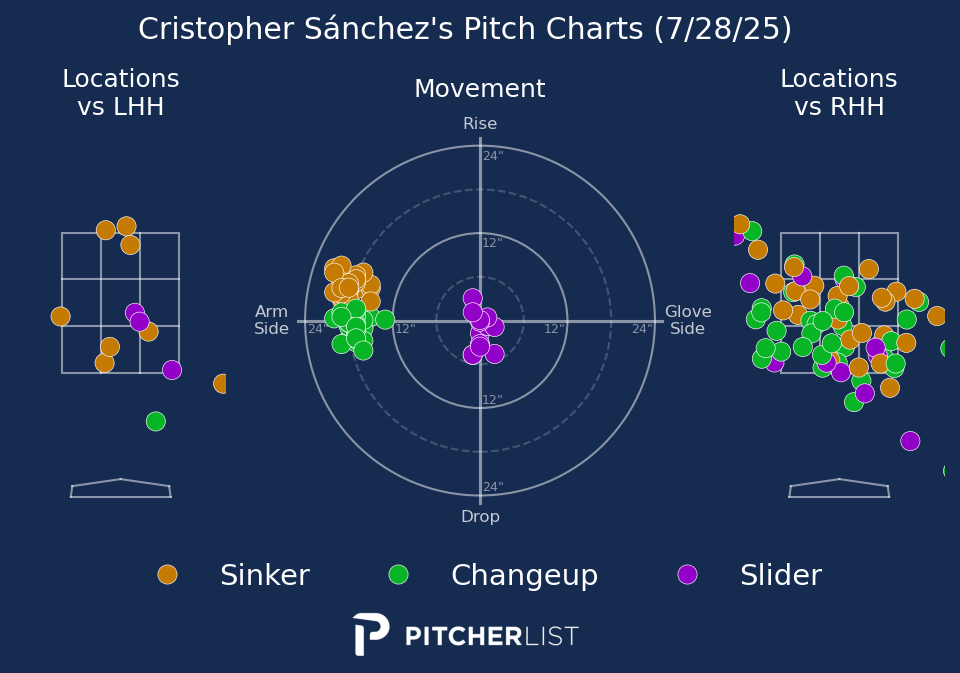 Cristopher Sánchez's Pitch Charts (7/28/25)
Locations
vs LHH
Movement
Locations
vs RHH
Rise
24"
12"
Arm
Side
24"
12"
12"
24"
Glove
Side
12"
24"
Drop
Sinker
Changeup
Slider
PITCHERLIST